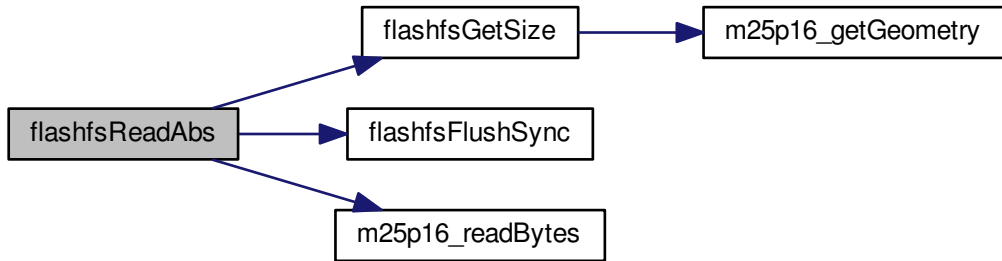 flashfsGetSize
m25p16_getGeometry
flashfsReadAbs
flashfsFlushSync
m25p16_readBytes